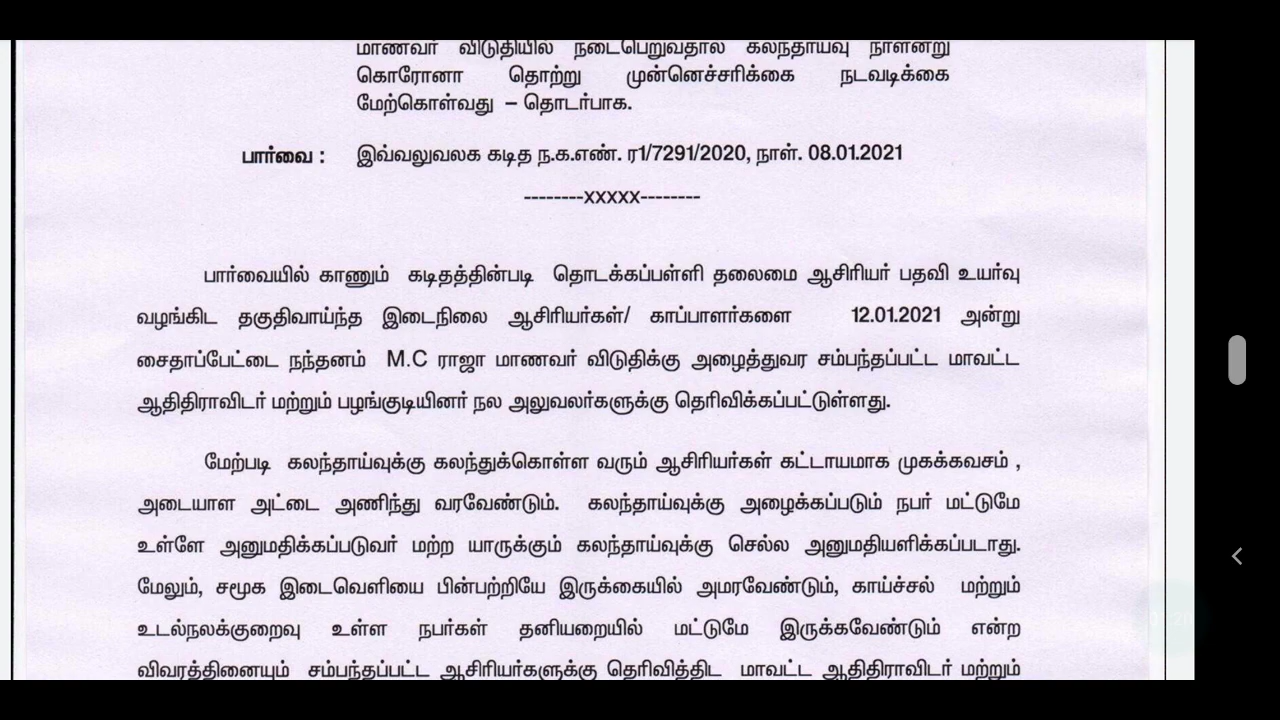 மாணவர் விடுதியில் நடைபெறுவதால் கலந்தாய்வு நாளன்று
கொரோனா தொற்று முன்னெச்சரிக்கை நடவடிக்கை
மேற்கொள்வது – தொடர்பாக.
பார்வை : இவ்வலுவலக கடித ந.க.எண். ர1/7291/2020, நாள். 08.01.2021
--------XXXXX--------
பார்வையில் காணும் கடிதத்தின்படி தொடக்கப்பள்ளி தலைமை ஆசிரியர் பதவி உயர்வு
வழங்கிட தகுதிவாய்ந்த இடைநிலை ஆசிரியர்கள்/ காப்பாளர்களை 12.01.2021 அன்று
சைதாப்பேட்டை நந்தனம் M.C ராஜா மாணவர் விடுதிக்கு அழைத்துவர சம்பந்தப்பட்ட மாவட்ட
ஆதிதிராவிடர் மற்றும் பழங்குடியினர் நல அலுவலர்களுக்கு தெரிவிக்கப்பட்டுள்ளது.
மேற்படி கலந்தாய்வுக்கு கலந்துக்கொள்ள வரும் ஆசிரியர்கள் கட்டாயமாக முகக்கவசம் ,
அடையாள அட்டை அணிந்து வரவேண்டும். கலந்தாய்வுக்கு அழைக்கப்படும் நபர் மட்டுமே
உள்ளே அனுமதிக்கப்படுவர் மற்ற யாருக்கும் கலந்தாய்வுக்கு செல்ல அனுமதியளிக்கப்படாது.
மேலும், சமூக இடைவெளியை பின்பற்றியே இருக்கையில் அமரவேண்டும், காய்ச்சல் மற்றும்
உடல்நலக்குறைவு உள்ள நபர்கள் தனியறையில் மட்டுமே இருக்கவேண்டும் என்ற
விவரத்தினையும் சம்பந்தப்பட்ட ஆசிரியர்களுக்கு தெரிவித்திட மாவட்ட ஆதிதிராவிடர் மற்றும்